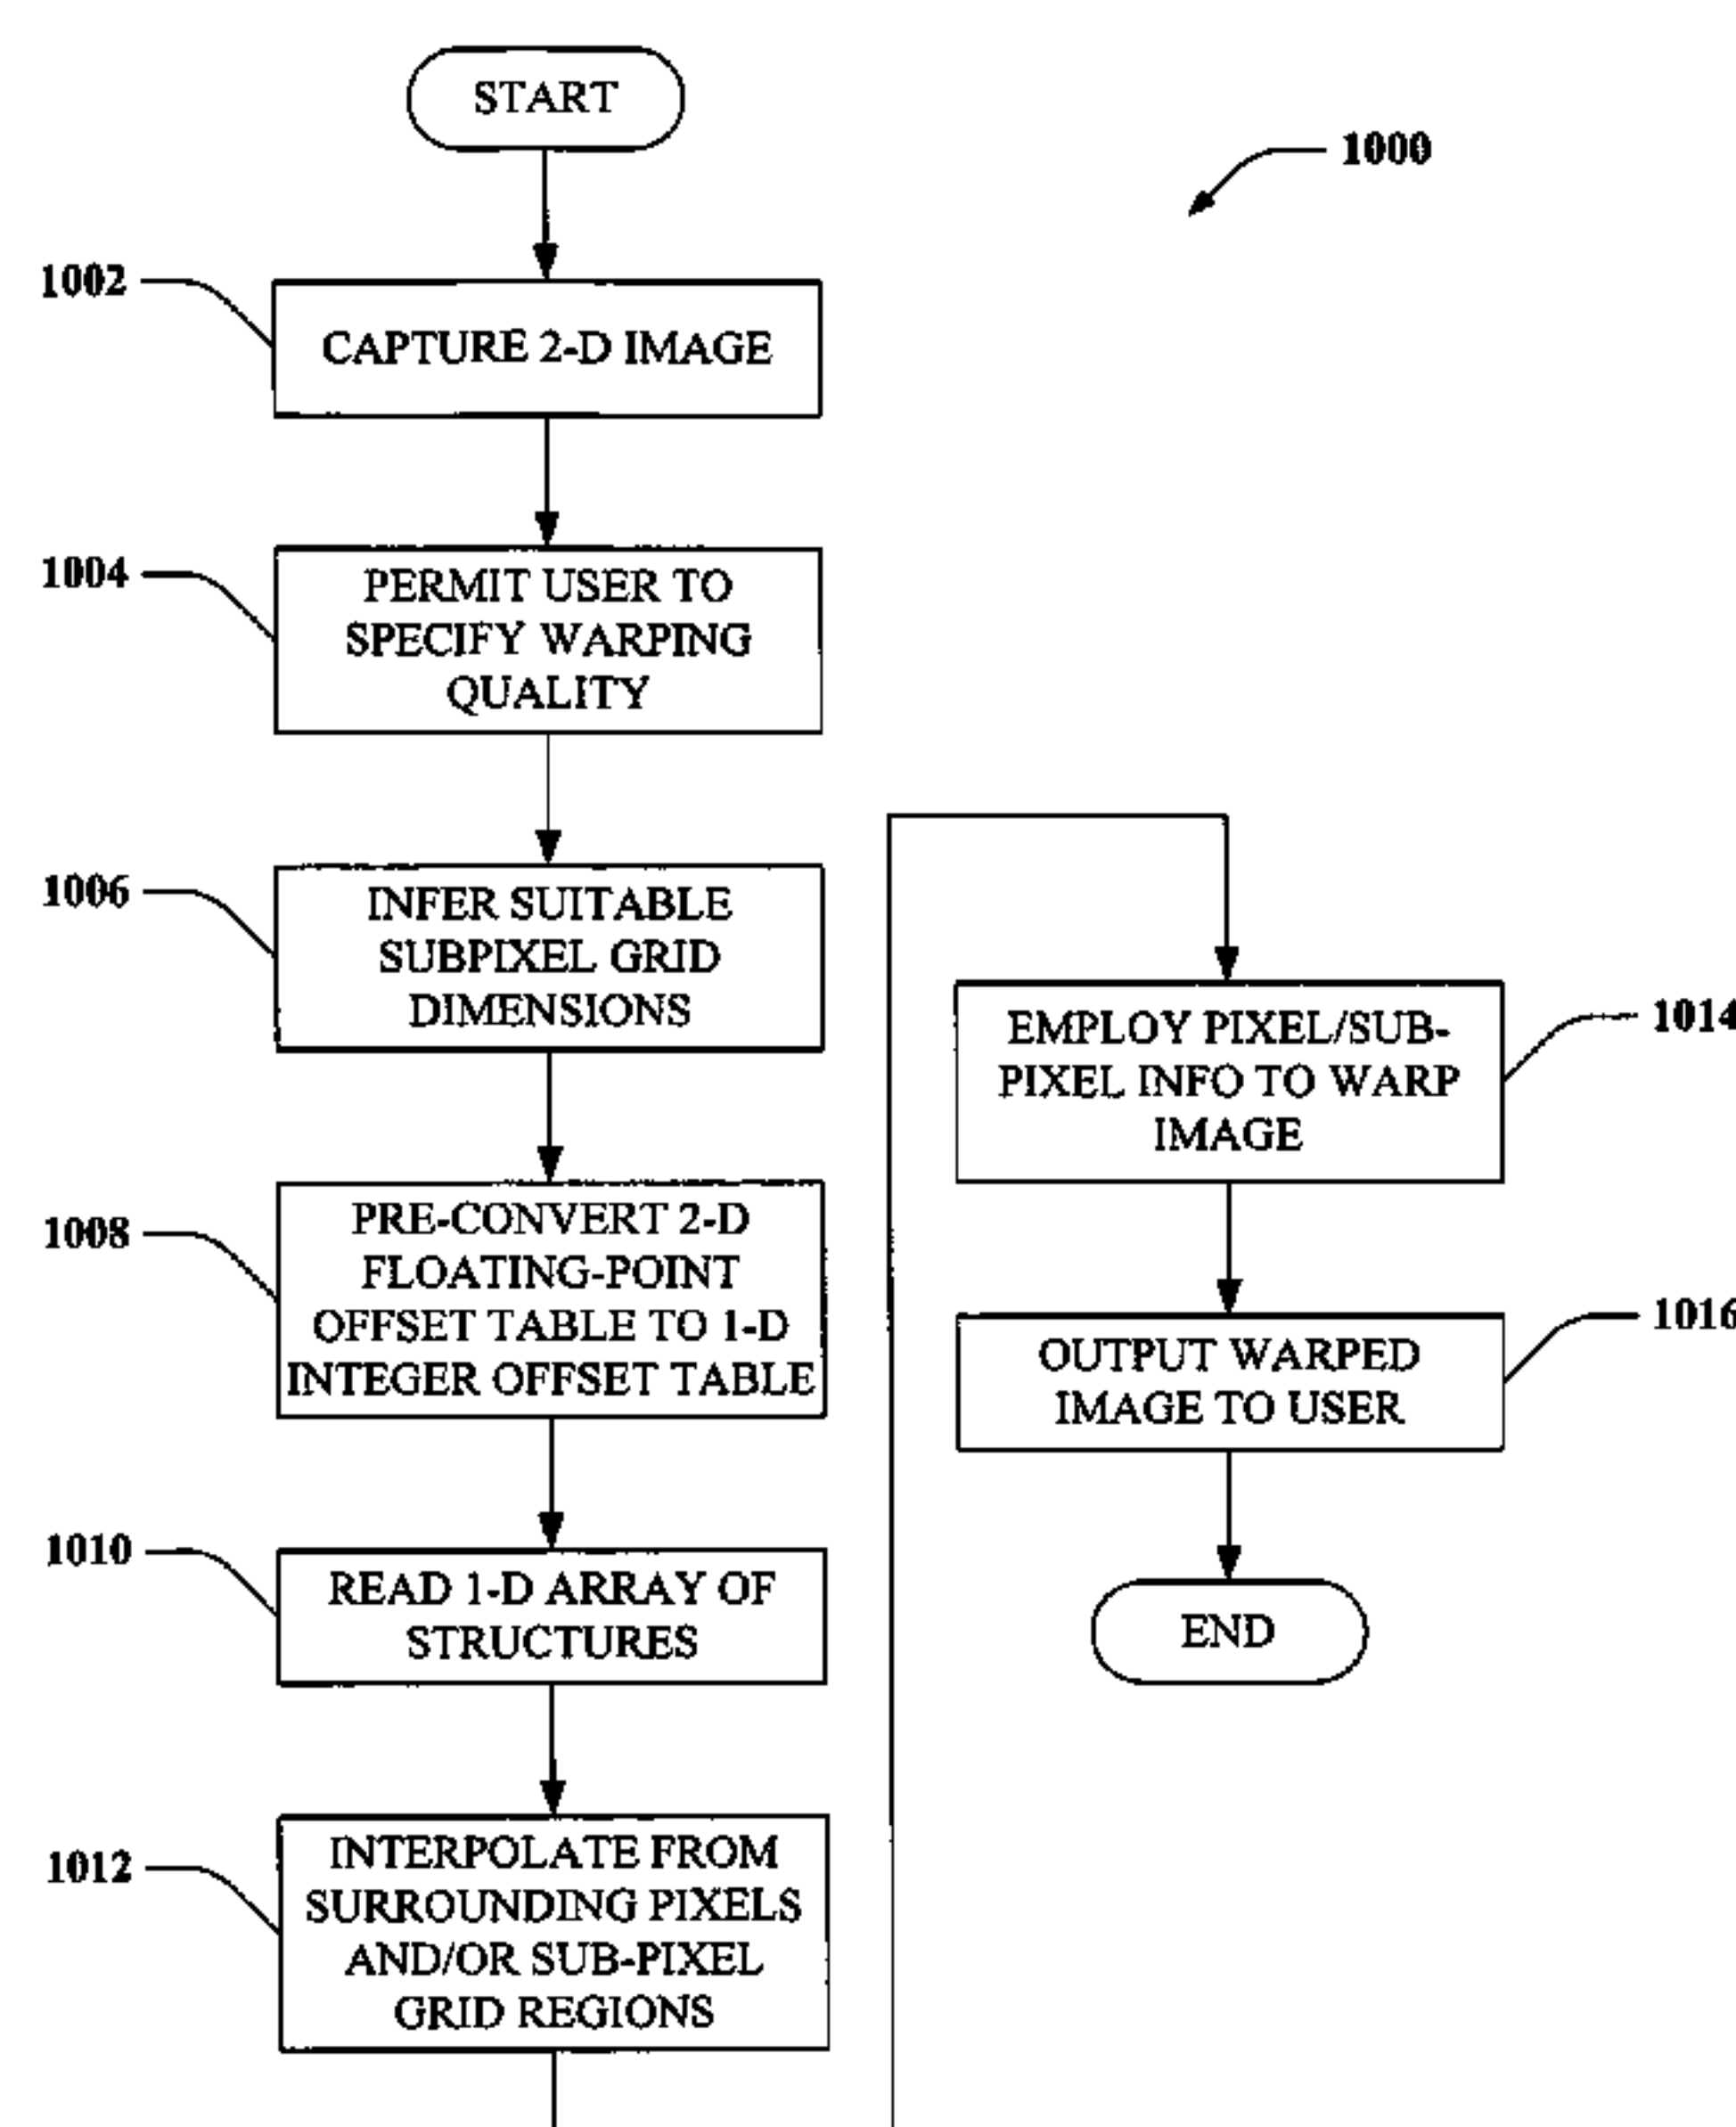 START
1000
1002
CAPTURE 2-D IMAGE
1004
PERMIT USER TO
SPECIFY WARPING
QUALITY
1006
INFER SUITABLE
SUBPIXEL GRID
DIMENSIONS
1008
PRE-CONVERT 2-D
FLOATING-POINT
OFFSET TABLE TO 1-D
INTEGER OFFSET TABLE
1010
READ 1-D ARRAY OF
STRUCTURES
1012
INTERPOLATE FROM
SURROUNDING PIXELS
AND/OR SUB-PIXEL
GRID REGIONS
1014
EMPLOY PIXEL/SUB-
PIXEL INFO TO WARP
IMAGE
1016
OUTPUT WARPED
IMAGE TO USER
END